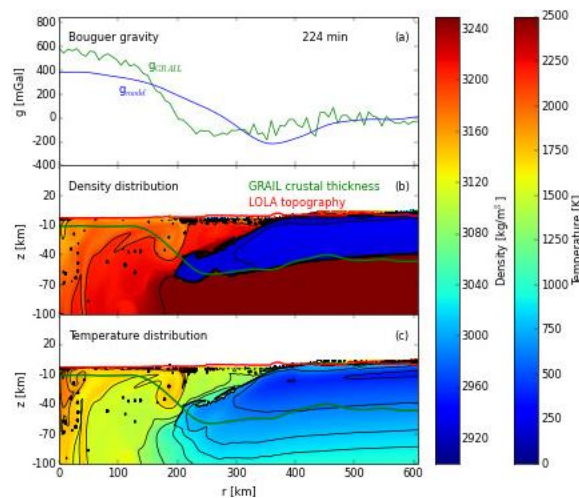 Bouguer gravity 224 min (a)
g_GRAIL
g_model
g [mGal]
800
600
400
200
0
-200
-400
Density distribution (b)
GRAIL crustal thickness
LOLA topography
z [km]
20
-10
-40
-70
-100
Temperature distribution (c)
z [km]
20
-10
-40
-70
-100
0 100 200 300 400 500 600
r [km]
3240
3200
3160
3120
3080
3040
3000
2960
2920
Density [kg/m³]
2500
2250
2000
1750
1500
1250
1000
750
500
250
0
Temperature [K]